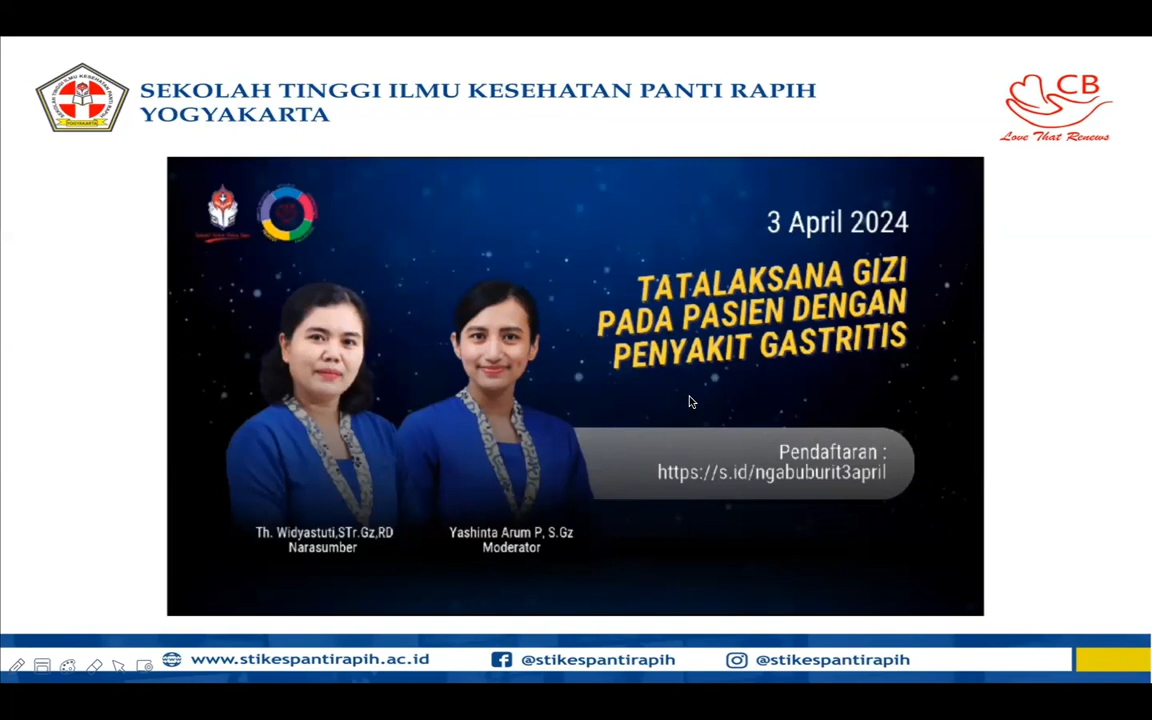 SEKOLAH TINGGI ILMU KESEHATAN PANTI RAPIH
YOGYAKARTA
YOGYAKARTA
CB
Love That Renews
3 April 2024
TATALAKSANA GIZI
PADA PASIEN DENGAN
PENYAKIT GASTRITIS
Pendaftaran :
https://s.id/ngabuburit3april
Th. Widyastuti,STr.Gz,RD
Narasumber
Yashinta Arum P, S.Gz
Moderator
www.stikespantirapih.ac.id
@stikespantirapih
@stikespantirapih